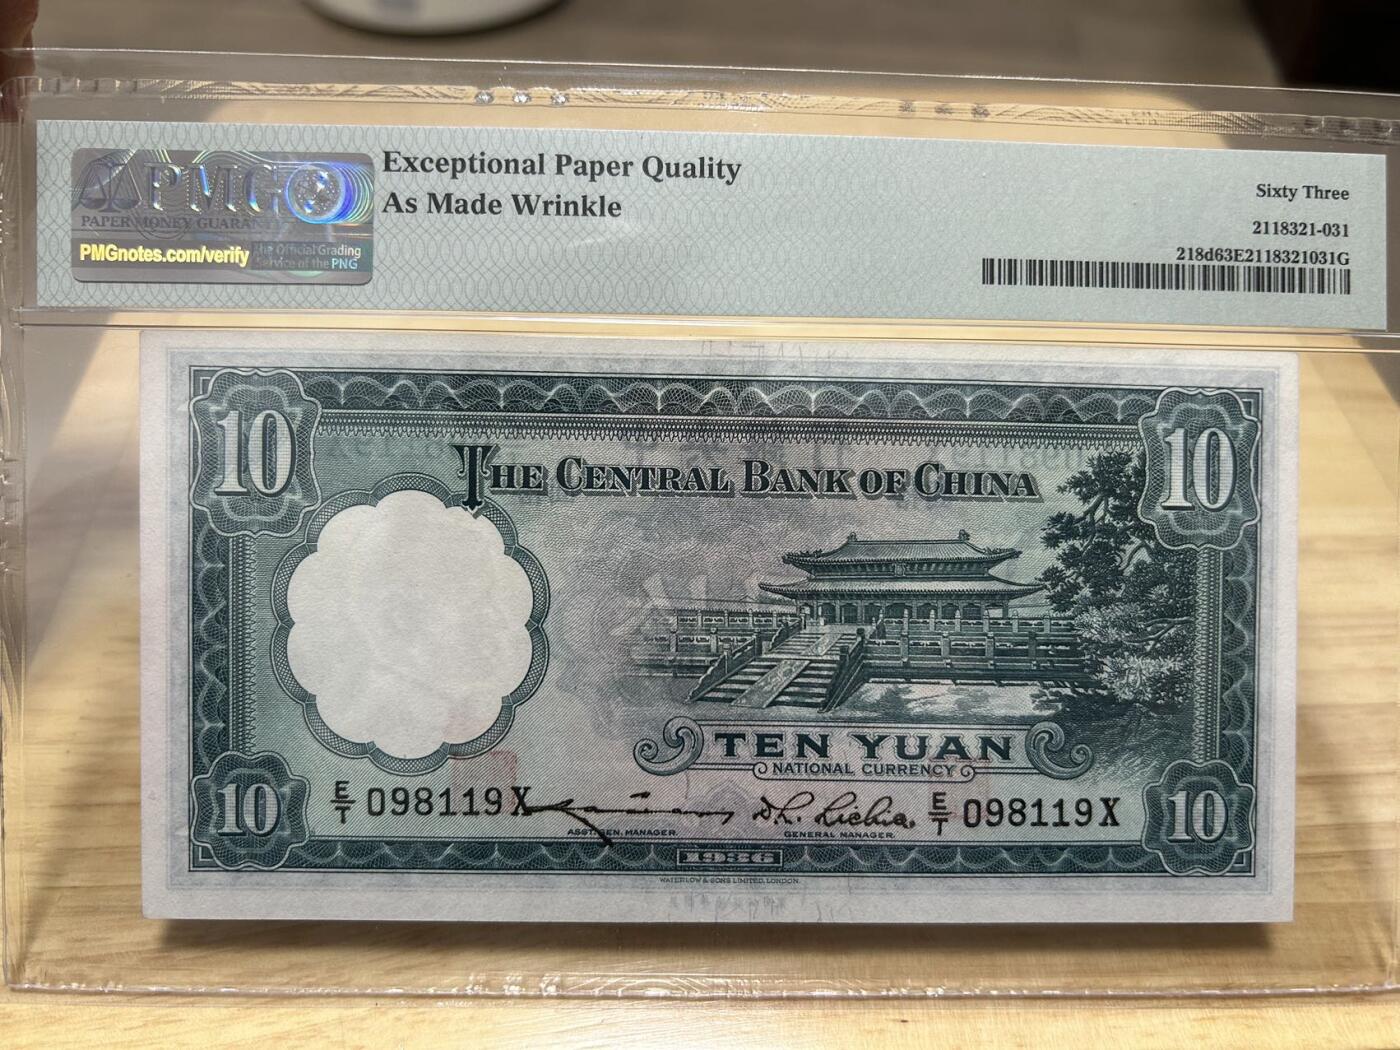 PMG
PAPER MONEY GUARANTY
PMGnotes.com/verify
The Official Grading
Service of the PNG
Exceptional Paper Quality
As Made Wrinkle
Sixty Three
2118321-031
218d63E2118321031G
10
10
THE CENTRAL BANK OF CHINA
TEN YUAN
NATIONAL CURRENCY
E/T 098119X
E/T 098119X
ASST. GEN. MANAGER.
GENERAL MANAGER.
10
10
1936
WATERLOW & SONS LIMITED, LONDON.